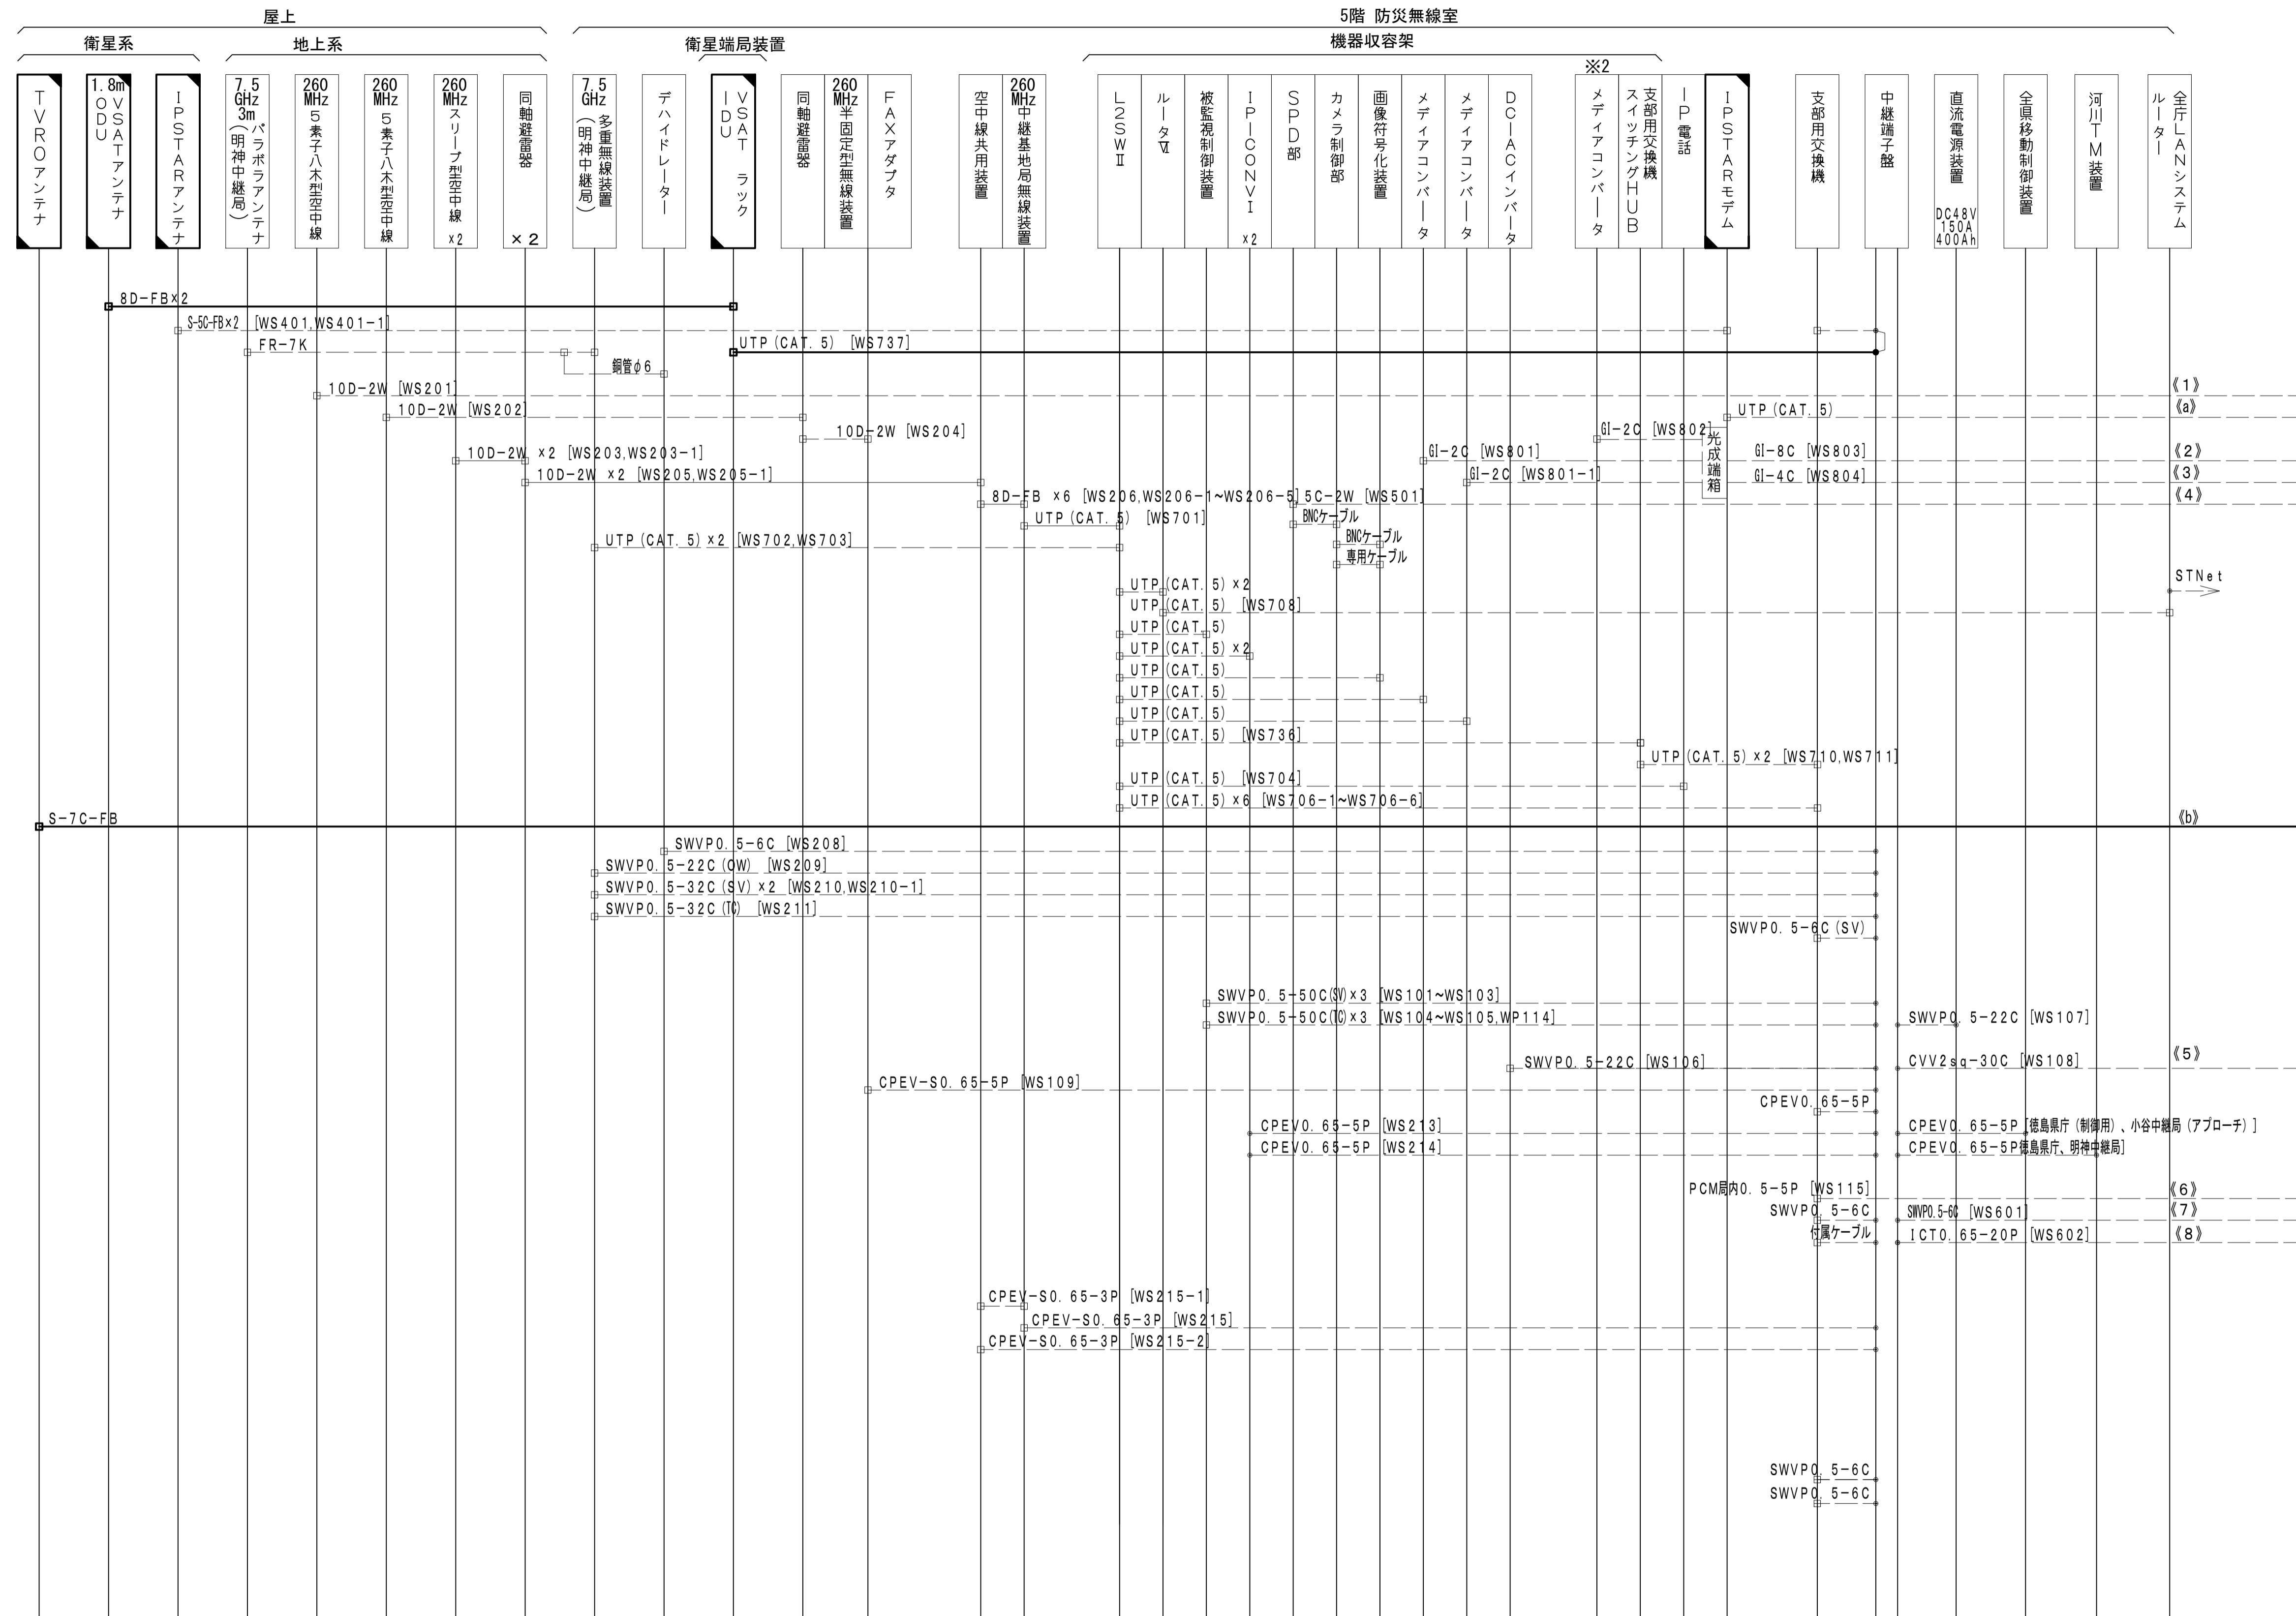 屋上
5階 防災無線室
衛星系
地上系
衛星端局装置
機器収容架
※2
TVROアンテナ
1.8m
VSATアンテナ
ODU
IPSTARアンテナ
7.5
GHz
3m
パラボラアンテナ
(明神中継局)
260
MHz
5素子八木型空中線
260
MHz
5素子八木型空中線
260
MHz
スリーブ型空中線
×2
同軸避雷器
×2
7.5
GHz
多重無線装置
(明神中継局)
デハイドレーター
VSAT ラック
IDU
同軸避雷器
260
MHz
半固定型無線装置
FAXアダプタ
空中線共用装置
260
MHz
中継基地局無線装置
L2SWⅡ
ルータⅥ
被監視制御装置
IP-ICONVI
×2
SPD部
カメラ制御部
画像符号化装置
メディアコンバータ
メディアコンバータ
DC-ACインバータ
メディアコンバータ
支部用交換機
スイッチングHUB
IP電話
IPSTARモデム
支部用交換機
中継端子盤
直流電源装置
DC48V
150A
400Ah
全県移動制御装置
河川TM装置
全庁LANシステム
ルーター
8D-FB×2
S-5C-FB×2 [WS401,WS401-1]
FR-7K
UTP(CAT.5) [WS737]
銅管φ6
10D-2W [WS201]
《1》
10D-2W [WS202]
UTP(CAT.5)
《a》
10D-2W [WS204]
GI-2C [WS802]
光成端箱
10D-2W ×2 [WS203,WS203-1]
GI-2C [WS801]
GI-8C [WS803]
《2》
10D-2W ×2 [WS205,WS205-1]
GI-2C [WS801-1]
GI-4C [WS804]
《3》
8D-FB ×6 [WS206,WS206-1~WS206-5]
5C-2W [WS501]
《4》
UTP(CAT.5) [WS701]
BNCケーブル
UTP(CAT.5)×2 [WS702,WS703]
BNCケーブル
専用ケーブル
STNet
UTP(CAT.5)×2
UTP(CAT.5) [WS708]
UTP(CAT.5)
UTP(CAT.5)×2
UTP(CAT.5)
UTP(CAT.5)
UTP(CAT.5)
UTP(CAT.5) [WS736]
UTP(CAT.5)×2 [WS710,WS711]
UTP(CAT.5) [WS704]
UTP(CAT.5)×6 [WS706-1~WS706-6]
S-7C-FB
《b》
SWVP0.5-6C [WS208]
SWVP0.5-22C(OW) [WS209]
SWVP0.5-32C(SV)×2 [WS210,WS210-1]
SWVP0.5-32C(TC) [WS211]
SWVP0.5-6C(SV)
SWVP0.5-50C(SV)×3 [WS101~WS103]
SWVP0.5-50C(TC)×3 [WS104~WS105,WP114]
SWVP0.5-22C [WS107]
SWVP0.5-22C [WS106]
CVV2sq-30C [WS108]
《5》
CPEV-S0.65-5P [WS109]
CPEV0.65-5P
CPEV0.65-5P [WS213]
CPEV0.65-5P [徳島県庁(制御用)、小谷中継局(アプローチ)]
CPEV0.65-5P [WS214]
CPEV0.65-5P徳島県庁、明神中継局]
PCM局内0.5-5P [WS115]
《6》
SWVP0.5-6C
SWVP0.5-6C [WS601]
《7》
付属ケーブル
ICT0.65-20P [WS602]
《8》
CPEV-S0.65-3P [WS215-1]
CPEV-S0.65-3P [WS215]
CPEV-S0.65-3P [WS215-2]
SWVP0.5-6C
SWVP0.5-6C